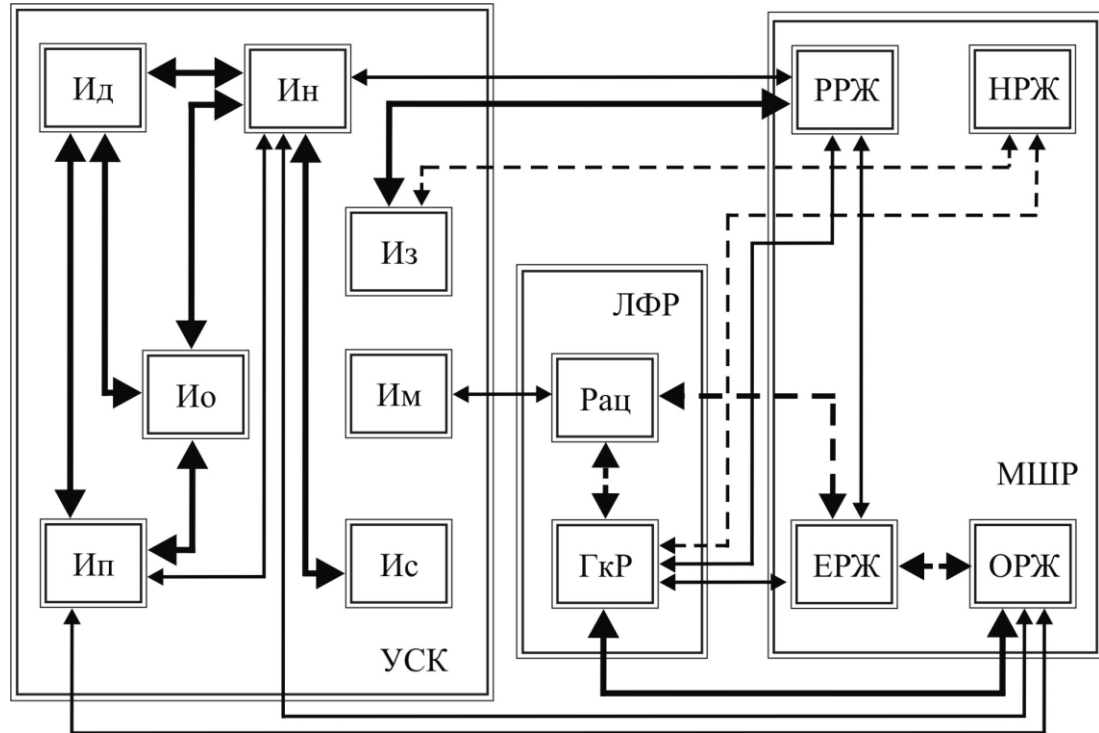 Ид
Ин
РРЖ
НРЖ
Из
ЛФР
Ио
Им
Рац
МШР
Ип
Ис
ГкР
ЕРЖ
ОРЖ
УСК